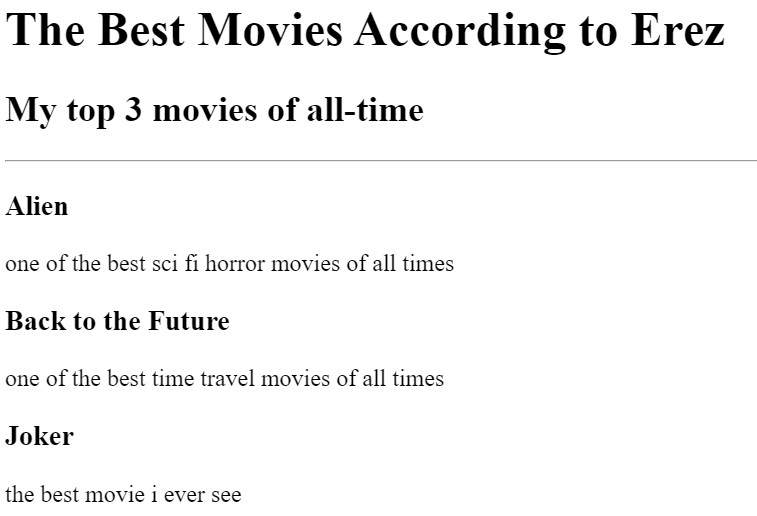 The Best Movies According to Erez
My top 3 movies of all-time
Alien
one of the best sci fi horror movies of all times
Back to the Future
one of the best time travel movies of all times
Joker
the best movie i ever see